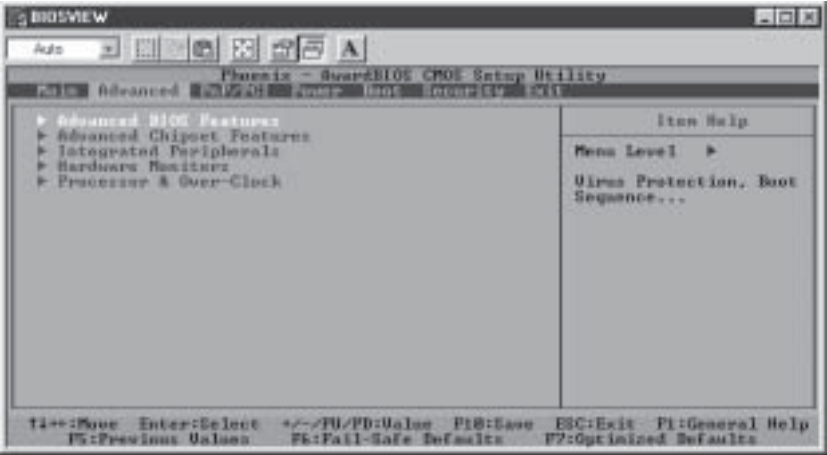 BIOSVIEW
Auto
A
Phoenix - AwardBIOS CMOS Setup Utility
Main Advanced PnP/PCI Power Boot Security Exit
▶ Advanced BIOS Features
▶ Advanced Chipset Features
▶ Integrated Peripherals
▶ Hardware Monitors
▶ Processor & Over-Clock
Item Help
Menu Level ▶
Virus Protection, Boot
Sequence...
↑↓→←:Move Enter:Select +/-/PU/PD:Value F10:Save ESC:Exit F1:General Help
F5:Previous Values F6:Fail-Safe Defaults F7:Optimized Defaults